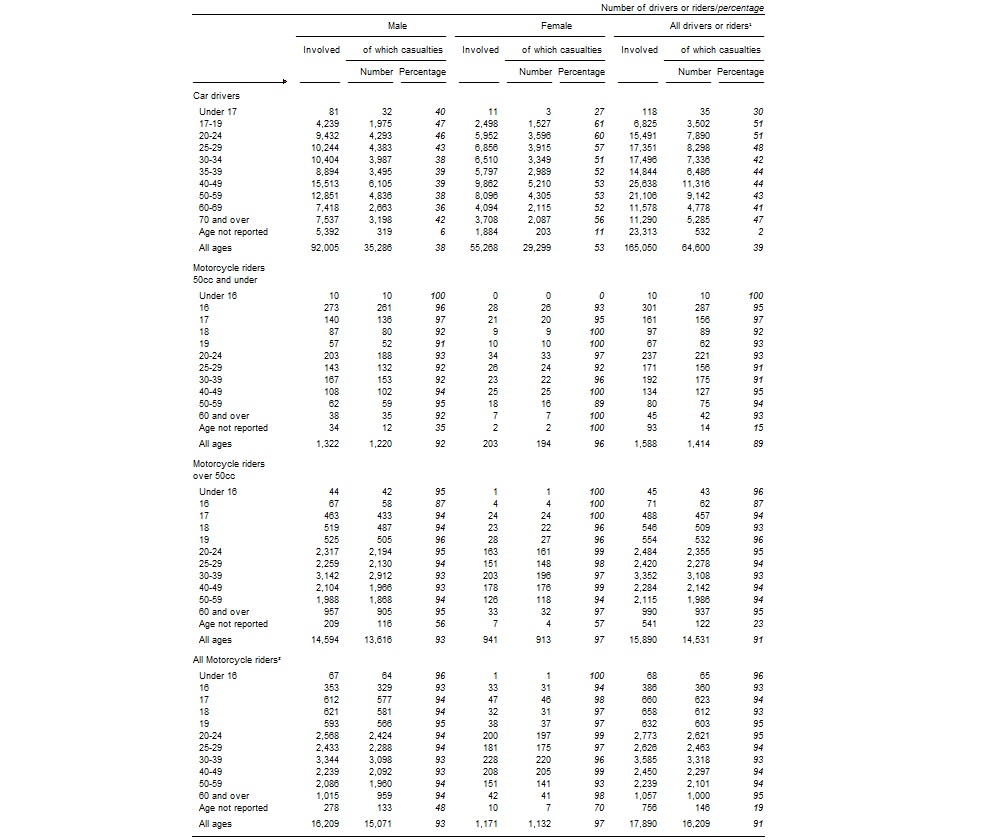 Number of drivers or riders/percentage
Male Female All drivers or riders¹
Involved of which casualties Involved of which casualties Involved of which casualties
Number Percentage Number Percentage Number Percentage
Car drivers
Under 17 81 32 40 11 3 27 118 35 30
17-19 4,239 1,975 47 2,498 1,527 61 6,825 3,502 51
20-24 9,432 4,293 46 5,952 3,596 60 15,491 7,890 51
25-29 10,244 4,383 43 6,856 3,915 57 17,351 8,298 48
30-34 10,404 3,987 38 6,510 3,349 51 17,496 7,336 42
35-39 8,894 3,495 39 5,797 2,989 52 14,844 6,486 44
40-49 15,513 6,105 39 9,862 5,210 53 25,638 11,316 44
50-59 12,851 4,836 38 8,096 4,305 53 21,106 9,142 43
60-69 7,418 2,663 36 4,094 2,115 52 11,578 4,778 41
70 and over 7,537 3,198 42 3,708 2,087 56 11,290 5,285 47
Age not reported 5,392 319 6 1,884 203 11 23,313 532 2
All ages 92,005 35,286 38 55,268 29,299 53 165,050 64,600 39
Motorcycle riders
50cc and under
Under 16 10 10 100 0 0 0 10 10 100
16 273 261 96 28 26 93 301 287 95
17 140 136 97 21 20 95 161 156 97
18 87 80 92 9 9 100 97 89 92
19 57 52 91 10 10 100 67 62 93
20-24 203 188 93 34 33 97 237 221 93
25-29 143 132 92 26 24 92 171 156 91
30-39 167 153 92 23 22 96 192 175 91
40-49 108 102 94 25 25 100 134 127 95
50-59 62 59 95 18 16 89 80 75 94
60 and over 38 35 92 7 7 100 45 42 93
Age not reported 34 12 35 2 2 100 93 14 15
All ages 1,322 1,220 92 203 194 96 1,588 1,414 89
Motorcycle riders
over 50cc
Under 16 44 42 95 1 1 100 45 43 96
16 67 58 87 4 4 100 71 62 87
17 463 433 94 24 24 100 488 457 94
18 519 487 94 23 22 96 546 509 93
19 525 505 96 28 27 96 554 532 96
20-24 2,317 2,194 95 163 161 99 2,484 2,355 95
25-29 2,259 2,130 94 151 148 98 2,420 2,278 94
30-39 3,142 2,912 93 203 196 97 3,352 3,108 93
40-49 2,104 1,966 93 178 176 99 2,284 2,142 94
50-59 1,988 1,868 94 126 118 94 2,115 1,986 94
60 and over 957 905 95 33 32 97 990 937 95
Age not reported 209 116 56 7 4 57 541 122 23
All ages 14,594 13,616 93 941 913 97 15,890 14,531 91
All Motorcycle riders²
Under 16 67 64 96 1 1 100 68 65 96
16 353 329 93 33 31 94 386 360 93
17 612 577 94 47 46 98 660 623 94
18 621 581 94 32 31 97 658 612 93
19 593 566 95 38 37 97 632 603 95
20-24 2,568 2,424 94 200 197 99 2,773 2,621 95
25-29 2,433 2,288 94 181 175 97 2,626 2,463 94
30-39 3,344 3,098 93 228 220 96 3,585 3,318 93
40-49 2,239 2,092 93 208 205 99 2,450 2,297 94
50-59 2,086 1,960 94 151 141 93 2,239 2,101 94
60 and over 1,015 959 94 42 41 98 1,057 1,000 95
Age not reported 278 133 48 10 7 70 756 146 19
All ages 16,209 15,071 93 1,171 1,132 97 17,890 16,209 91